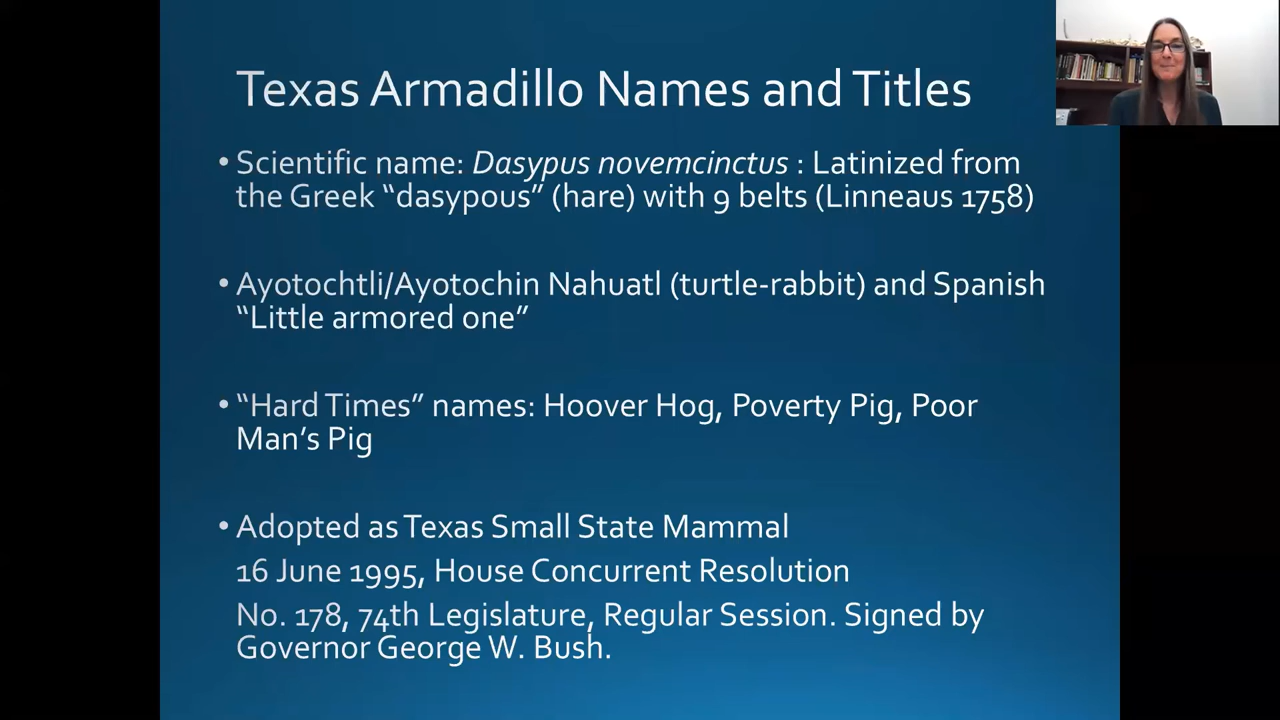 Texas Armadillo Names and Titles
• Scientific name: Dasypus novemcinctus : Latinized from
the Greek “dasypous” (hare) with 9 belts (Linneaus 1758)
• Ayotochtli/Ayotochin Nahuatl (turtle-rabbit) and Spanish
“Little armored one”
• “Hard Times” names: Hoover Hog, Poverty Pig, Poor
Man’s Pig
• Adopted as Texas Small State Mammal
16 June 1995, House Concurrent Resolution
No. 178, 74th Legislature, Regular Session. Signed by
Governor George W. Bush.